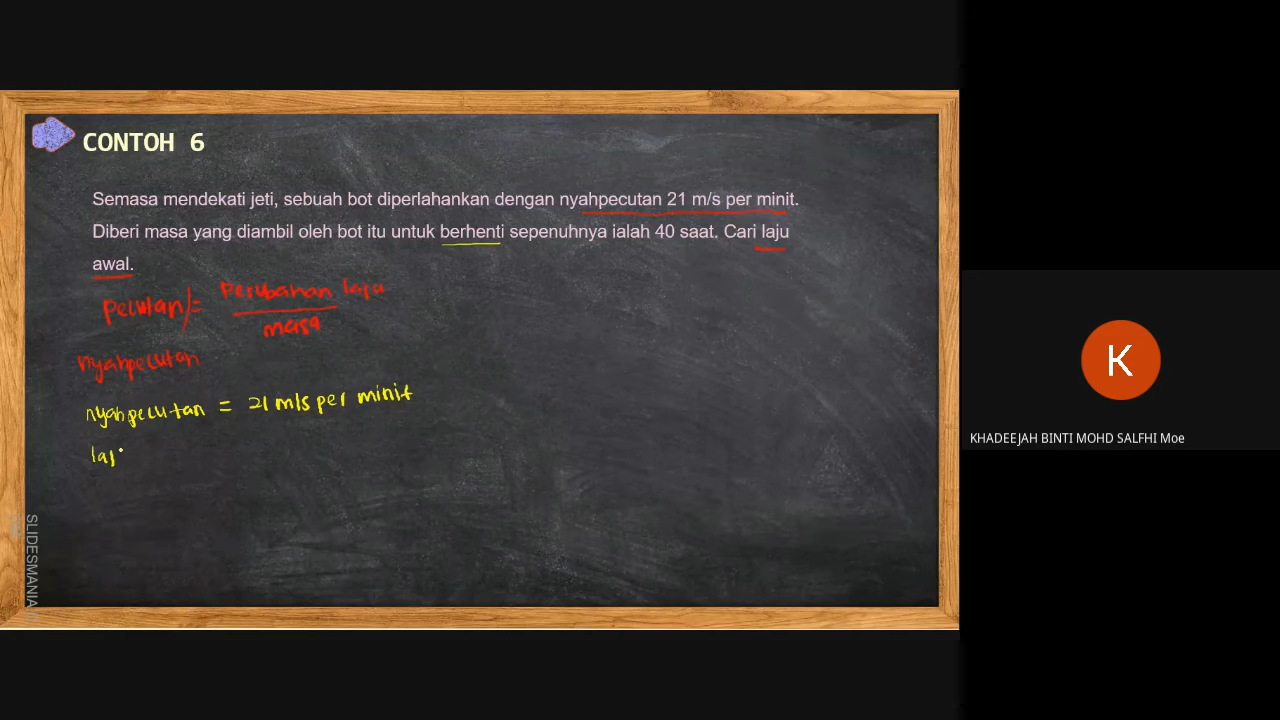 CONTOH 6
Semasa mendekati jeti, sebuah bot diperlahankan dengan nyahpecutan 21 m/s per minit.
Diberi masa yang diambil oleh bot itu untuk berhenti sepenuhnya ialah 40 saat. Cari laju
awal.
Pecutan/ = Perubahan laju
masa
nyahpecutan
nyahpecutan = 21 m/s per minit
laj
SLIDESMANIA
K
KHADEEJAH BINTI MOHD SALFHI Moe